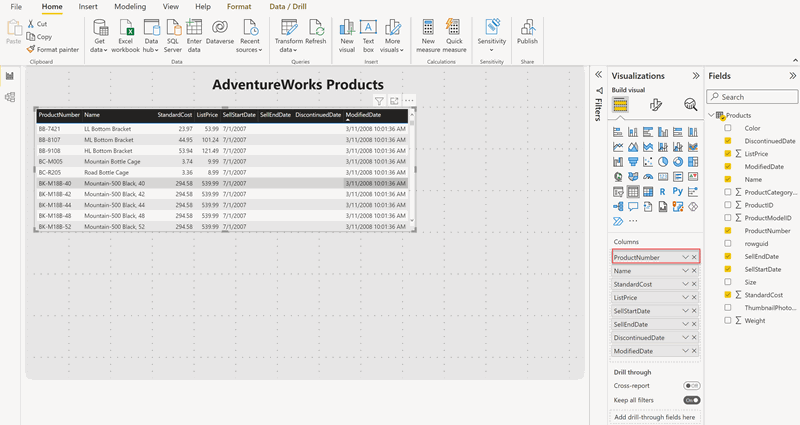 File Home Insert Modeling View Help Format Data / Drill
Paste
Cut
Copy
Format painter
Get data
Excel workbook
Data hub
SQL Server
Enter data
Dataverse
Recent sources
Transform data
Refresh
New visual
Text box
More visuals
New measure
Quick measure
Sensitivity
Publish
Clipboard Data Queries Insert Calculations Sensitivity Share
AdventureWorks Products
ProductNumber Name StandardCost ListPrice SellStartDate SellEndDate DiscontinuedDate ModifiedDate
BB-7421 LL Bottom Bracket 23.97 53.99 7/1/2007 3/11/2008 10:01:36 AM
BB-8107 ML Bottom Bracket 44.95 101.24 7/1/2007 3/11/2008 10:01:36 AM
BB-9108 HL Bottom Bracket 53.94 121.49 7/1/2007 3/11/2008 10:01:36 AM
BC-M005 Mountain Bottle Cage 3.74 9.99 7/1/2007 3/11/2008 10:01:36 AM
BC-R205 Road Bottle Cage 3.36 8.99 7/1/2007 3/11/2008 10:01:36 AM
BK-M18B-40 Mountain-500 Black, 40 294.58 539.99 7/1/2007 3/11/2008 10:01:36 AM
BK-M18B-42 Mountain-500 Black, 42 294.58 539.99 7/1/2007 3/11/2008 10:01:36 AM
BK-M18B-44 Mountain-500 Black, 44 294.58 539.99 7/1/2007 3/11/2008 10:01:36 AM
BK-M18B-48 Mountain-500 Black, 48 294.58 539.99 7/1/2007 3/11/2008 10:01:36 AM
BK-M18B-52 Mountain-500 Black, 52 294.58 539.99 7/1/2007 3/11/2008 10:01:36 AM
Filters
Visualizations
Build visual
R Py
Columns
ProductNumber
Name
StandardCost
ListPrice
SellStartDate
SellEndDate
DiscontinuedDate
ModifiedDate
Drill through
Cross-report Off
Keep all filters On
Add drill-through fields here
Fields
Search
Products
Color
DiscontinuedDate
ListPrice
ModifiedDate
Name
ProductCategory...
ProductID
ProductModelID
ProductNumber
rowguid
SellEndDate
SellStartDate
Size
StandardCost
ThumbnailPhoto...
Weight